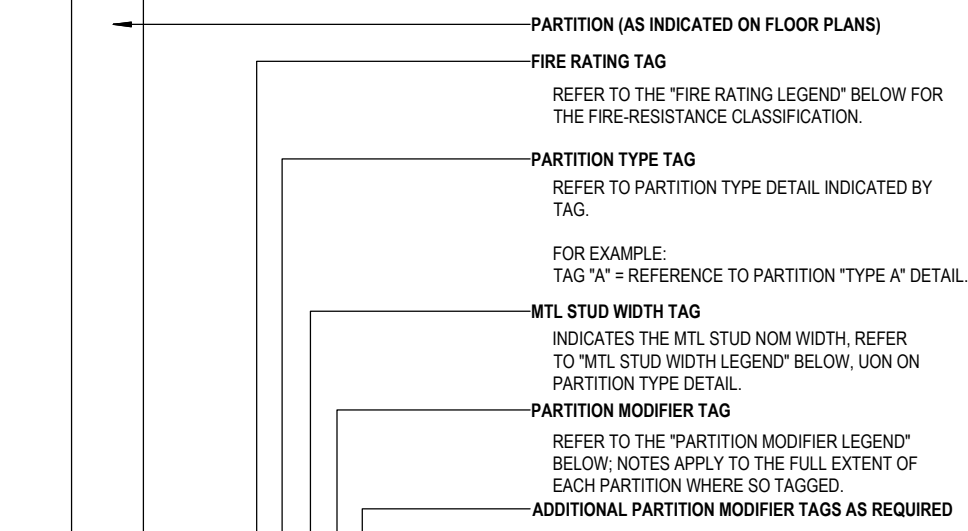 PARTITION (AS INDICATED ON FLOOR PLANS)
FIRE RATING TAG
REFER TO THE "FIRE RATING LEGEND" BELOW FOR
THE FIRE-RESISTANCE CLASSIFICATION.
PARTITION TYPE TAG
REFER TO PARTITION TYPE DETAIL INDICATED BY
TAG.
FOR EXAMPLE:
TAG "A" = REFERENCE TO PARTITION "TYPE A" DETAIL.
MTL STUD WIDTH TAG
INDICATES THE MTL STUD NOM WIDTH, REFER
TO "MTL STUD WIDTH LEGEND" BELOW, UON ON
PARTITION TYPE DETAIL.
PARTITION MODIFIER TAG
REFER TO THE "PARTITION MODIFIER LEGEND"
BELOW; NOTES APPLY TO THE FULL EXTENT OF
EACH PARTITION WHERE SO TAGGED.
ADDITIONAL PARTITION MODIFIER TAGS AS REQUIRED